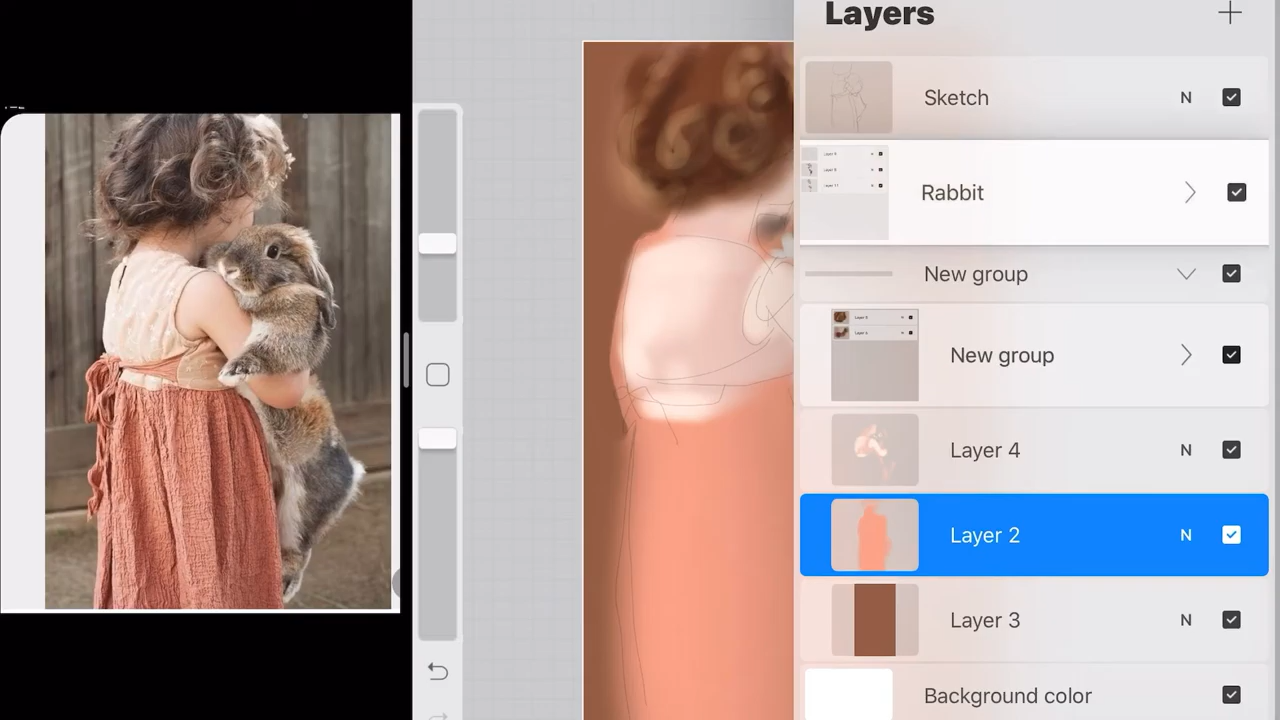 Layers
Sketch N
Rabbit
New group
New group
Layer 4 N
Layer 2 N
Layer 3 N
Background color